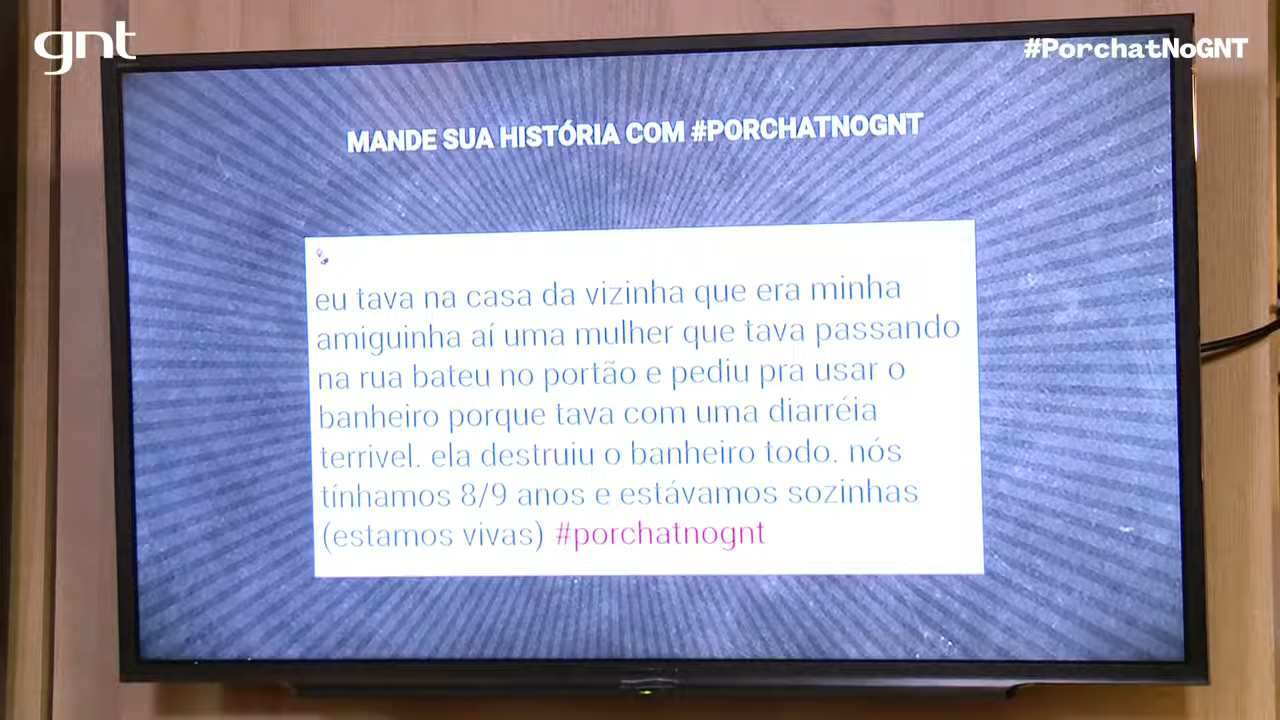 gnt
#PorchatNoGNT
MANDE SUA HISTÓRIA COM #PORCHATNOGNT
eu tava na casa da vizinha que era minha
amiguinha aí uma mulher que tava passando
na rua bateu no portão e pediu pra usar o
banheiro porque tava com uma diarréia
terrivel. ela destruiu o banheiro todo. nós
tínhamos 8/9 anos e estávamos sozinhas
(estamos vivas) #porchatnognt